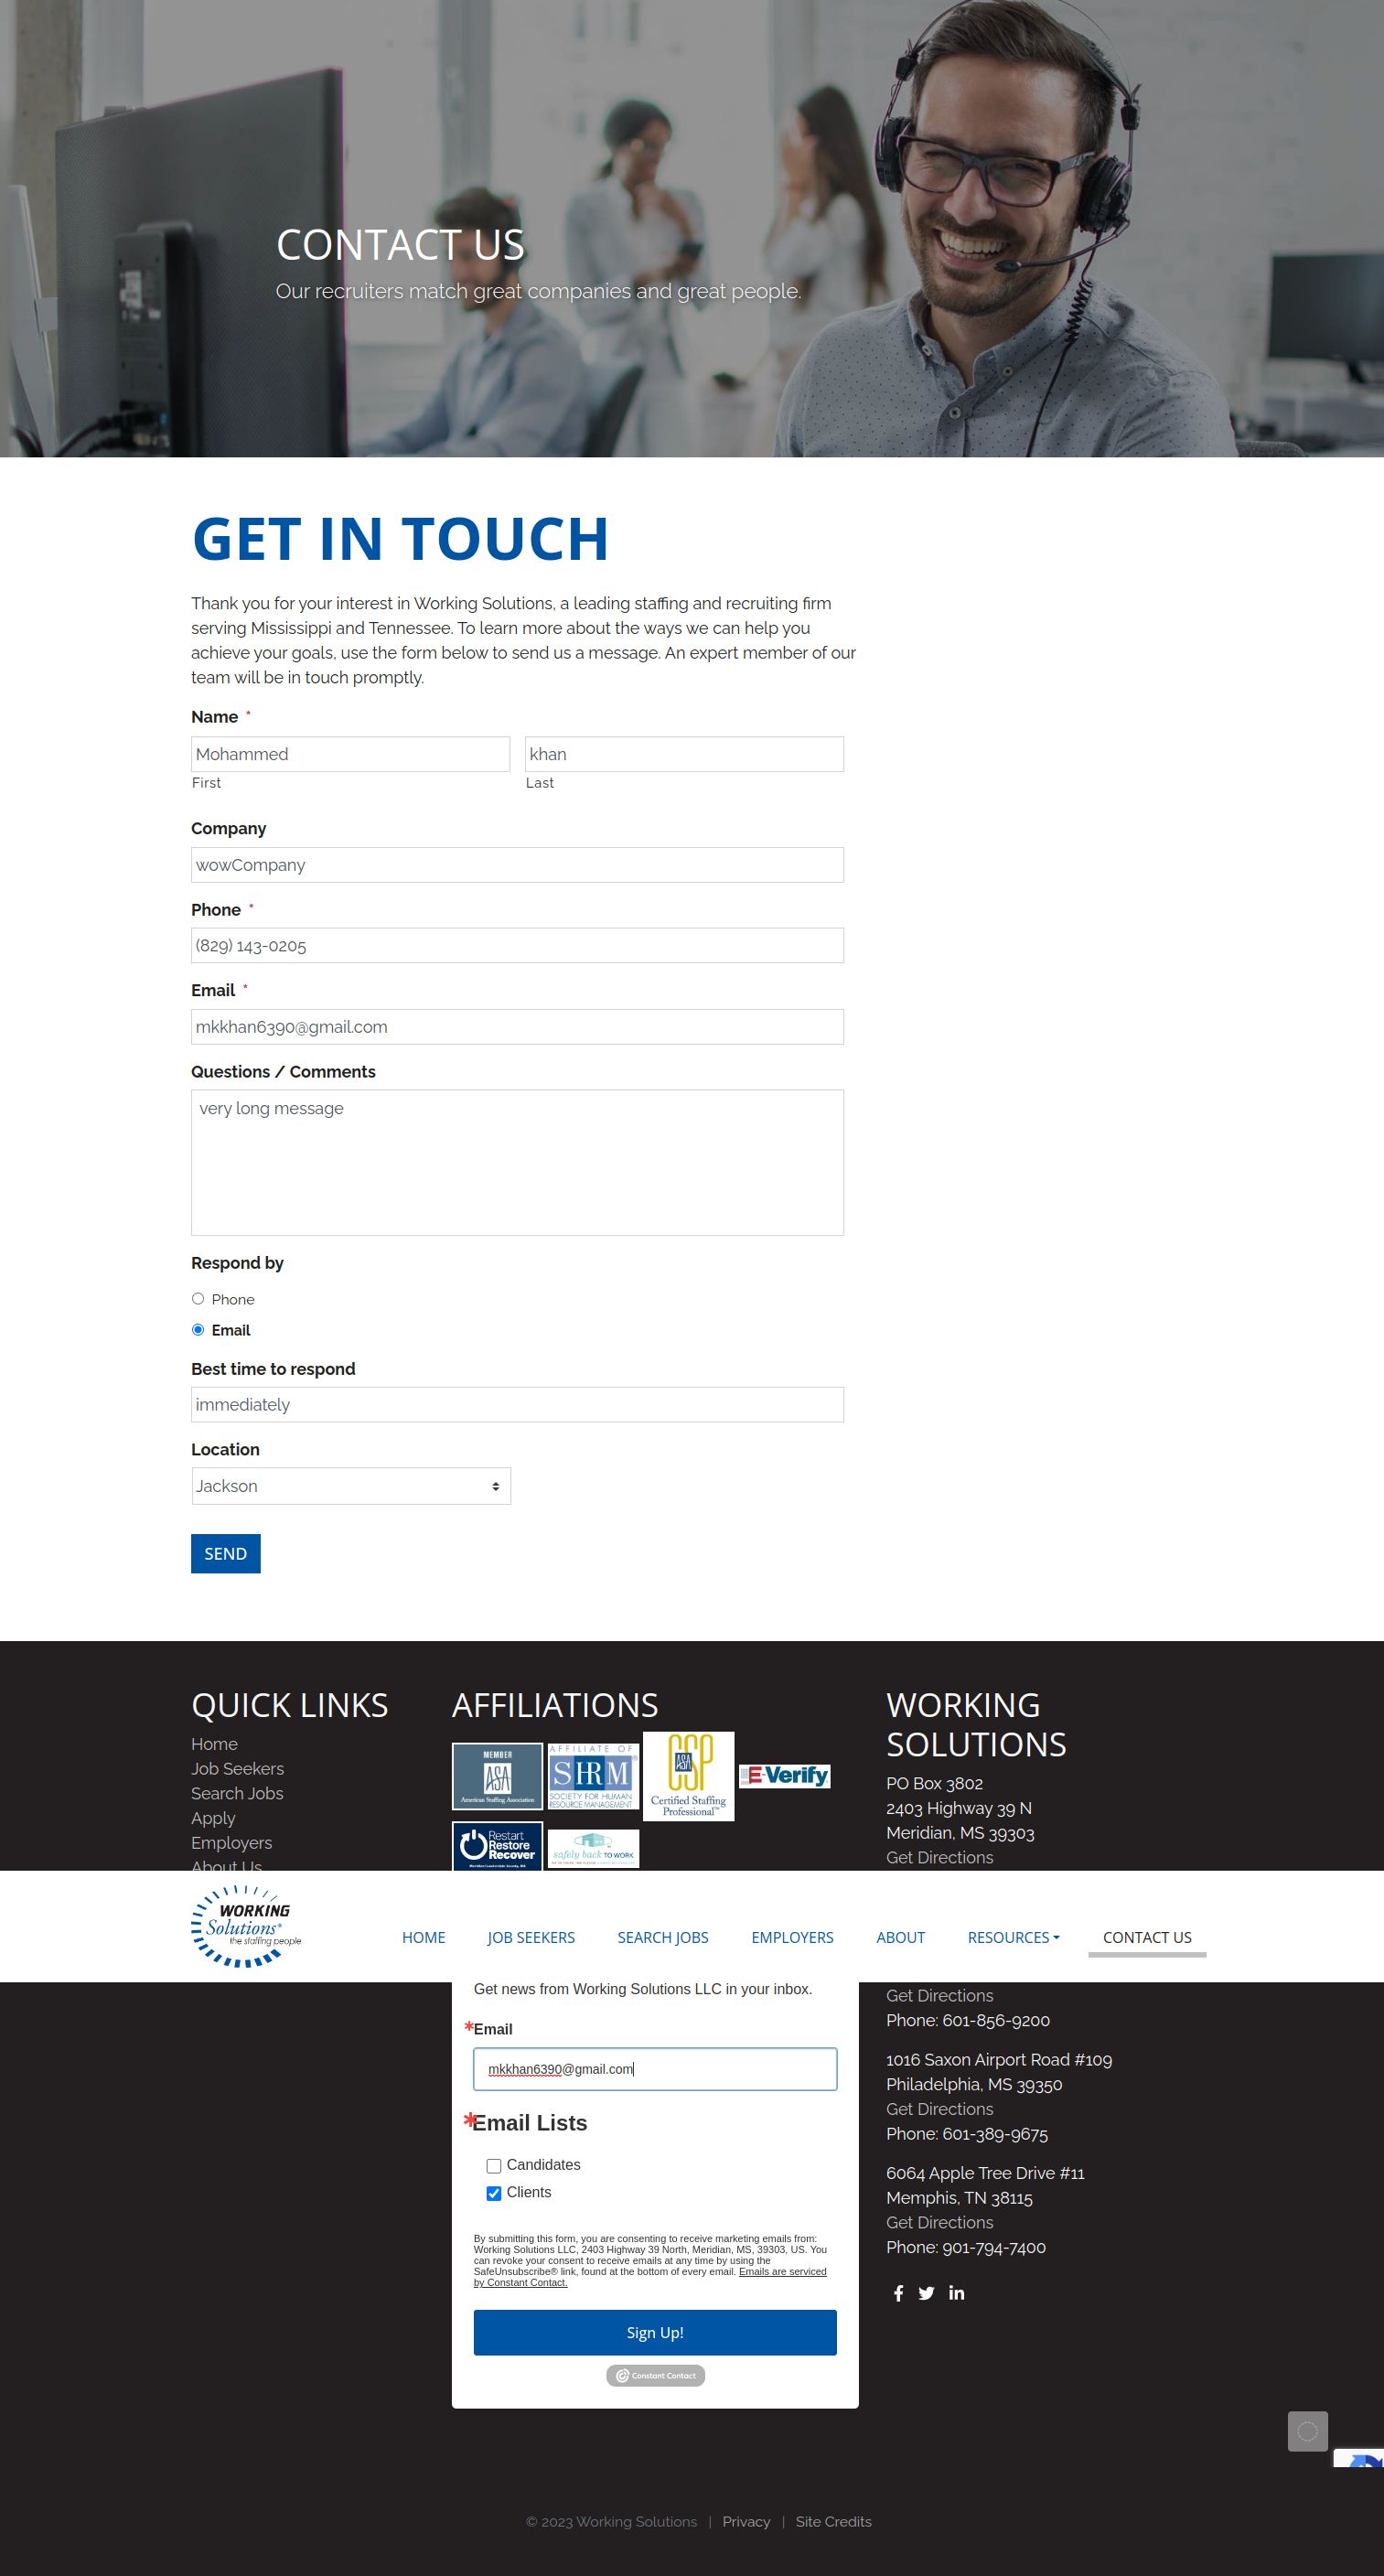 CONTACT US
Our recruiters match great companies and great people.
GET IN TOUCH
Thank you for your interest in Working Solutions, a leading staffing and recruiting firm
serving Mississippi and Tennessee. To learn more about the ways we can help you
achieve your goals, use the form below to send us a message. An expert member of our
team will be in touch promptly.
Name *
Mohammed
khan
First
Last
Company
wowCompany
Phone *
(829) 143-0205
Email *
mkkhan6390@gmail.com
Questions / Comments
very long message
Respond by
Phone
Email
Best time to respond
immediately
Location
Jackson
SEND
QUICK LINKS
Home
Job Seekers
Search Jobs
Apply
Employers
About Us
AFFILIATIONS
MEMBER
ASA
American Staffing Association
AFFILIATE OF
SHRM
SOCIETY FOR HUMAN
RESOURCE MANAGEMENT
CSP
ASA
Certified Staffing
Professional™
E-Verify
Restart
Restore
Recover
safely back TO WORK
WORKING
SOLUTIONS
PO Box 3802
2403 Highway 39 N
Meridian, MS 39303
Get Directions
WORKING
Solutions®
the staffing people
HOME
JOB SEEKERS
SEARCH JOBS
EMPLOYERS
ABOUT
RESOURCES
CONTACT US
Get news from Working Solutions LLC in your inbox.
*Email
mkkhan6390@gmail.com
*Email Lists
Candidates
Clients
By submitting this form, you are consenting to receive marketing emails from:
Working Solutions LLC, 2403 Highway 39 North, Meridian, MS, 39303, US. You
can revoke your consent to receive emails at any time by using the
SafeUnsubscribe® link, found at the bottom of every email. Emails are serviced
by Constant Contact.
Sign Up!
Constant Contact
Get Directions
Phone: 601-856-9200
1016 Saxon Airport Road #109
Philadelphia, MS 39350
Get Directions
Phone: 601-389-9675
6064 Apple Tree Drive #11
Memphis, TN 38115
Get Directions
Phone: 901-794-7400
© 2023 Working Solutions | Privacy | Site Credits